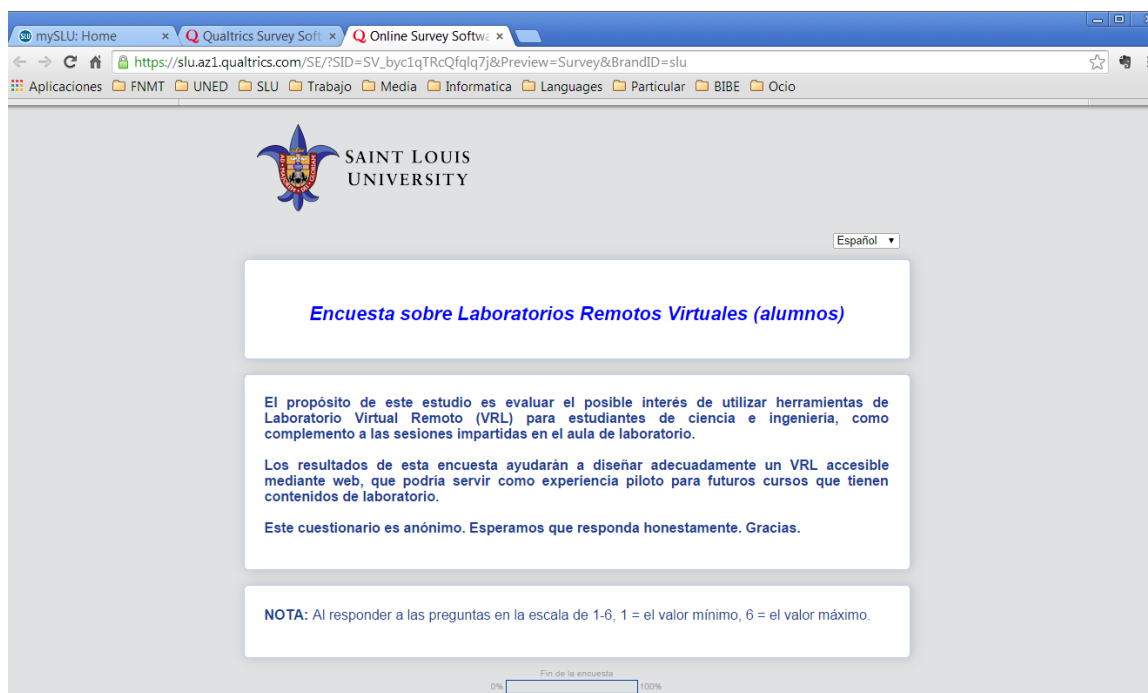 mySLU: Home
Qualtrics Survey Soft
Online Survey Softwa
https://slu.az1.qualtrics.com/SE/?SID=SV_byc1qTRcQfqlq7j&Preview=Survey&BrandID=slu
Aplicaciones FNMT UNED SLU Trabajo Media Informatica Languages Particular BIBE Ocio
SAINT LOUIS
UNIVERSITY
Español
Encuesta sobre Laboratorios Remotos Virtuales (alumnos)
El propósito de este estudio es evaluar el posible interés de utilizar herramientas de
Laboratorio Virtual Remoto (VRL) para estudiantes de ciencia e ingeniería, como
complemento a las sesiones impartidas en el aula de laboratorio.
Los resultados de esta encuesta ayudarán a diseñar adecuadamente un VRL accesible
mediante web, que podría servir como experiencia piloto para futuros cursos que tienen
contenidos de laboratorio.
Este cuestionario es anónimo. Esperamos que responda honestamente. Gracias.
NOTA: Al responder a las preguntas en la escala de 1-6, 1 = el valor mínimo, 6 = el valor máximo.
Fin de la encuesta
0% 100%